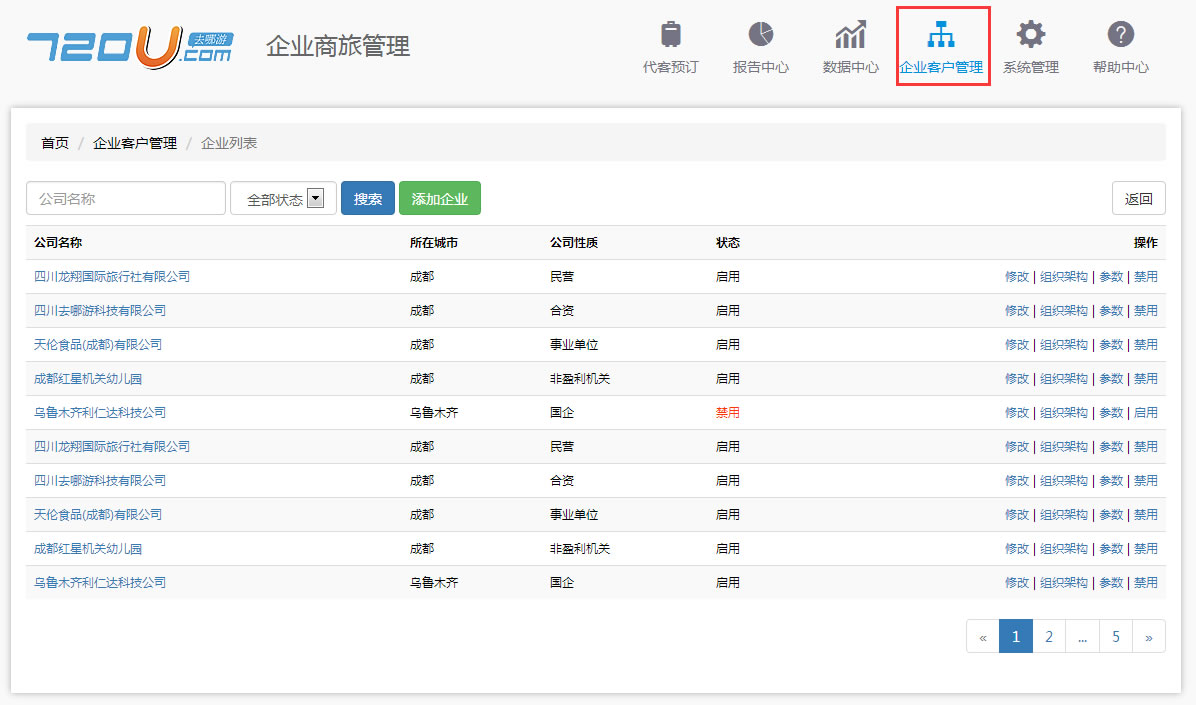 720U.com 去哪游 企业商旅管理
代客预订 报告中心 数据中心 企业客户管理 系统管理 帮助中心
首页 / 企业客户管理 / 企业列表
公司名称 全部状态 搜索 添加企业 返回
公司名称 所在城市 公司性质 状态 操作
四川龙翔国际旅行社有限公司 成都 民营 启用 修改 | 组织架构 | 参数 | 禁用
四川去哪游科技有限公司 成都 合资 启用 修改 | 组织架构 | 参数 | 禁用
天伦食品(成都)有限公司 成都 事业单位 启用 修改 | 组织架构 | 参数 | 禁用
成都红星机关幼儿园 成都 非盈利机关 启用 修改 | 组织架构 | 参数 | 禁用
乌鲁木齐利仁达科技公司 乌鲁木齐 国企 禁用 修改 | 组织架构 | 参数 | 启用
四川龙翔国际旅行社有限公司 成都 民营 启用 修改 | 组织架构 | 参数 | 禁用
四川去哪游科技有限公司 成都 合资 启用 修改 | 组织架构 | 参数 | 禁用
天伦食品(成都)有限公司 成都 事业单位 启用 修改 | 组织架构 | 参数 | 禁用
成都红星机关幼儿园 成都 非盈利机关 启用 修改 | 组织架构 | 参数 | 禁用
乌鲁木齐利仁达科技公司 乌鲁木齐 国企 启用 修改 | 组织架构 | 参数 | 禁用
« 1 2 ... 5 »